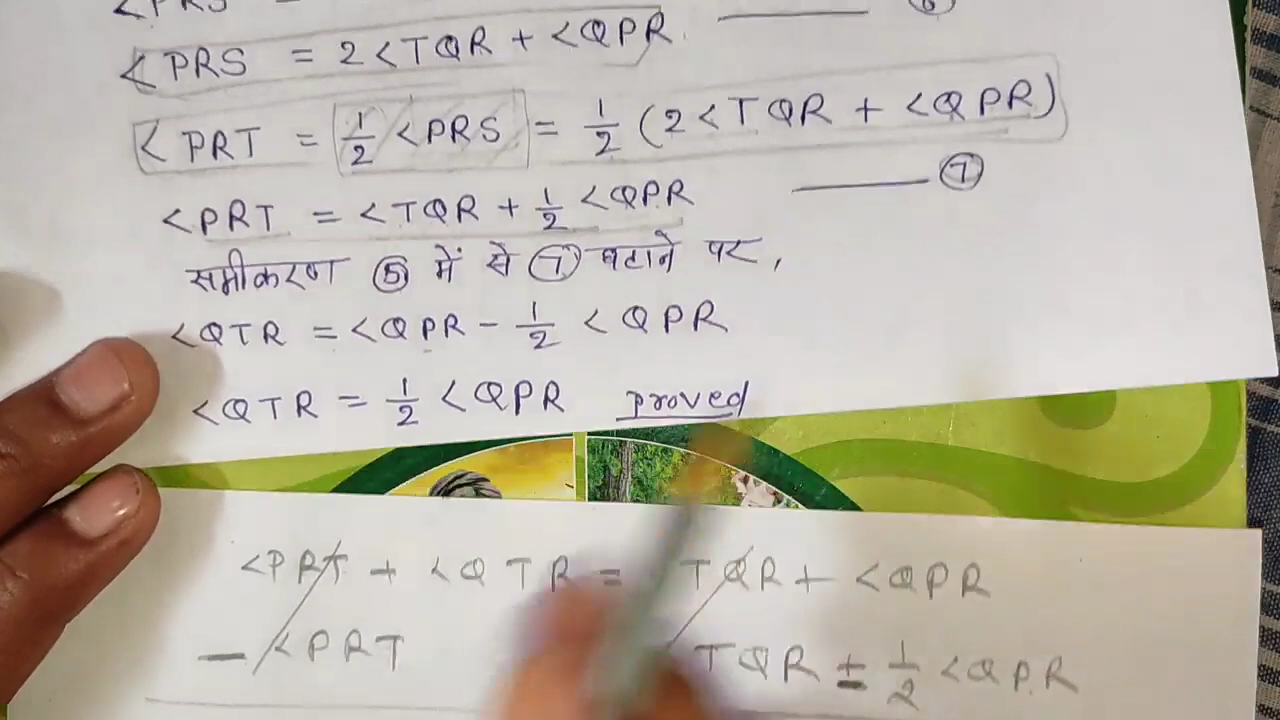 <PRS =
⑥
<PRS = 2<TQR + <QPR
<PRT = 1/2 <PRS = 1/2 (2<TQR + <QPR)
⑦
<PRT = <TQR + 1/2 <QPR
समीकरण ⑤ में से ⑦ घटाने पर,
<QTR = <QPR - 1/2 <QPR
<QTR = 1/2 <QPR proved
<PRT + <QTR = TQR + <QPR
- <PRT TQR ± 1/2 <QPR